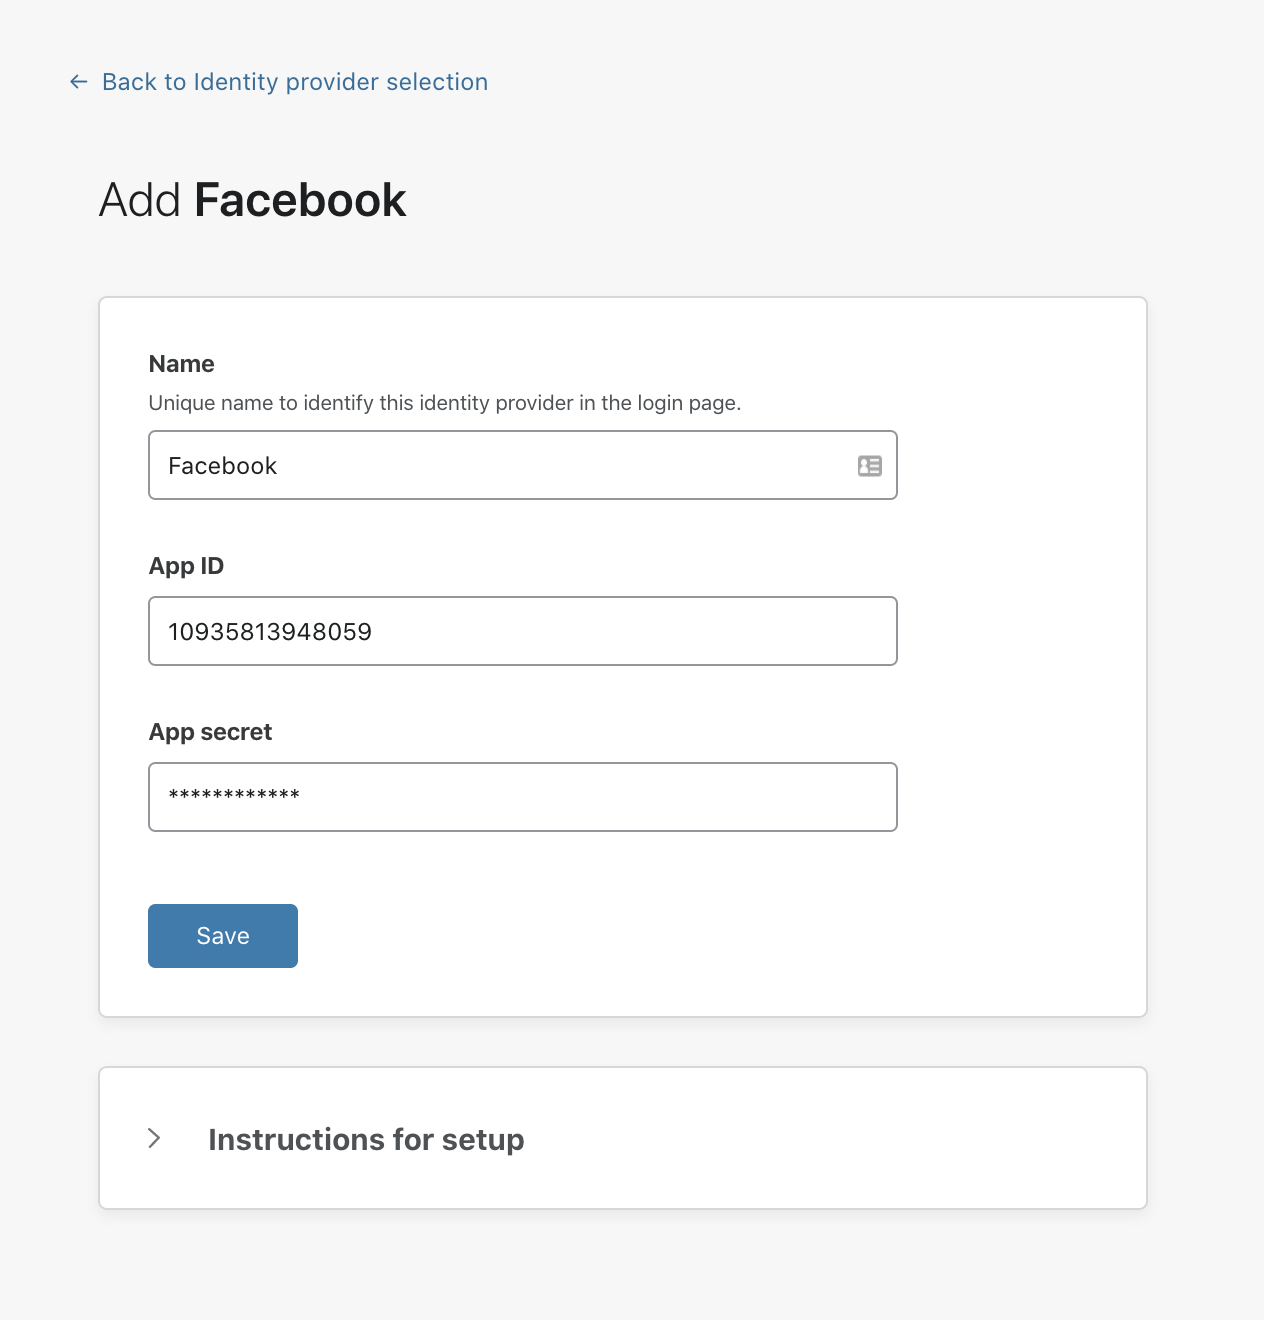 ← Back to Identity provider selection
Add Facebook
Name
Unique name to identify this identity provider in the login page.
Facebook
App ID
10935813948059
App secret
************
Save
Instructions for setup